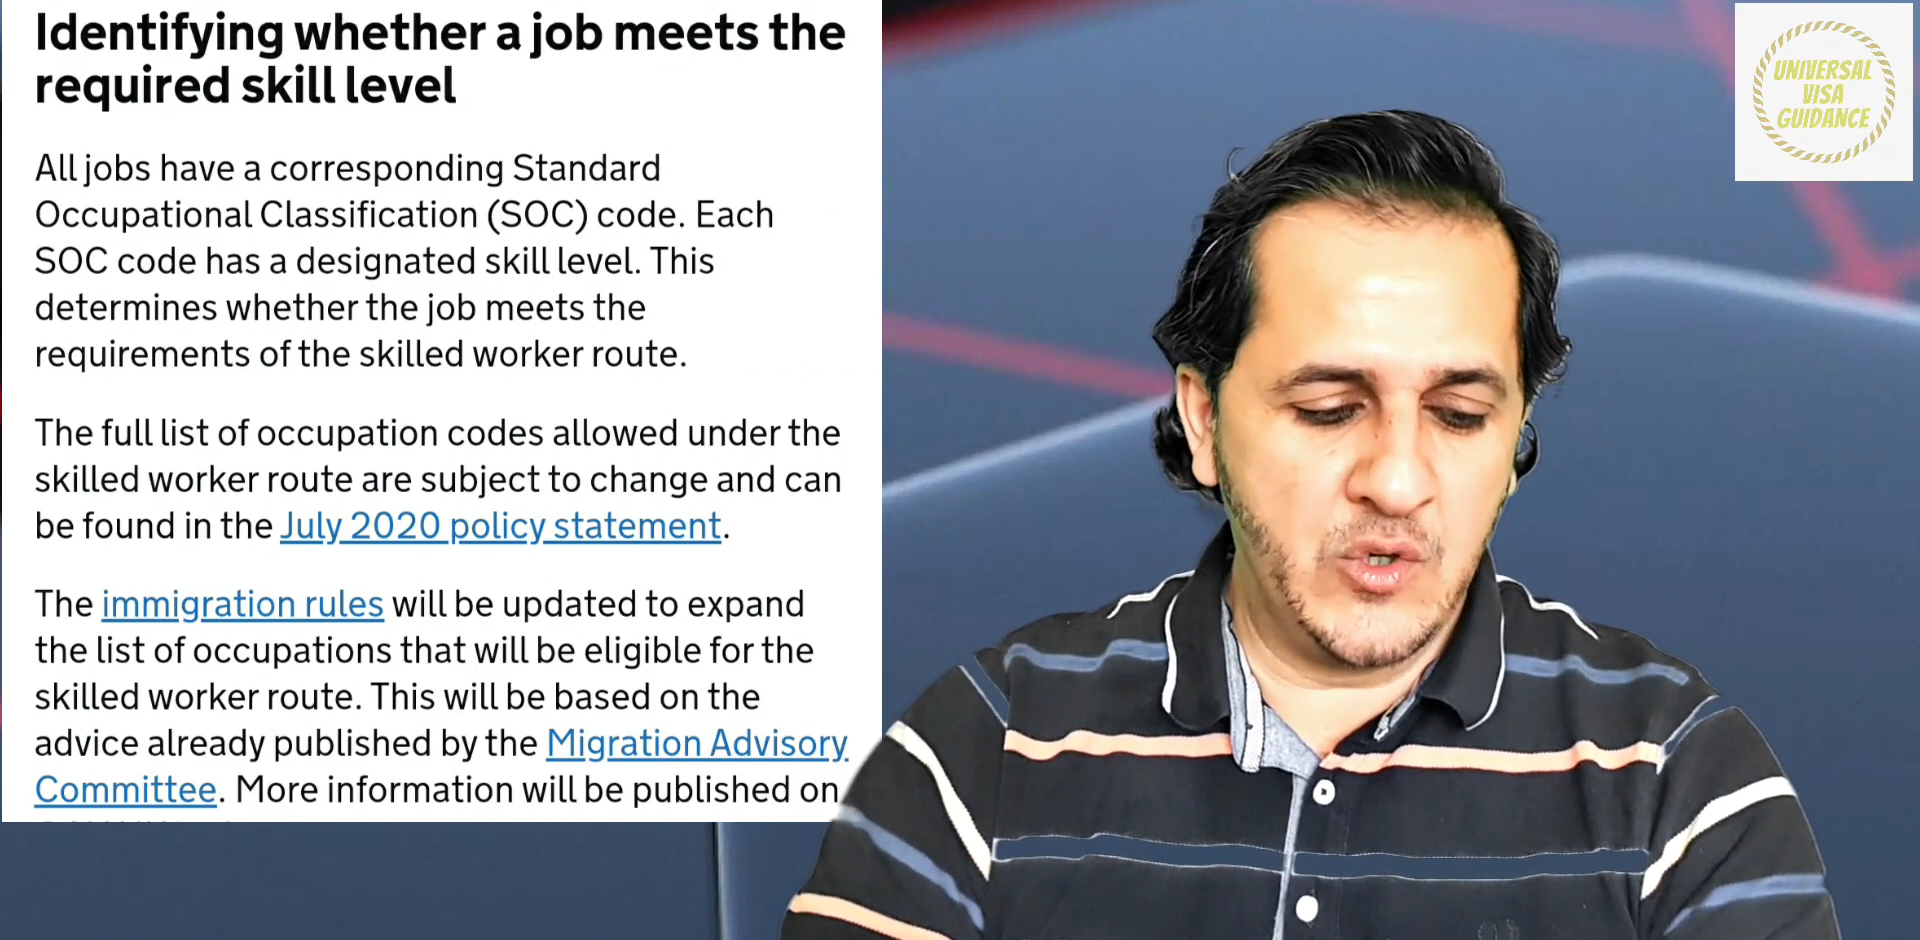 Identifying whether a job meets the
required skill level
All jobs have a corresponding Standard
Occupational Classification (SOC) code. Each
SOC code has a designated skill level. This
determines whether the job meets the
requirements of the skilled worker route.
The full list of occupation codes allowed under the
skilled worker route are subject to change and can
be found in the July 2020 policy statement.
The immigration rules will be updated to expand
the list of occupations that will be eligible for the
skilled worker route. This will be based on the
advice already published by the Migration Advisory
Committee. More information will be published on
UNIVERSAL
VISA
GUIDANCE